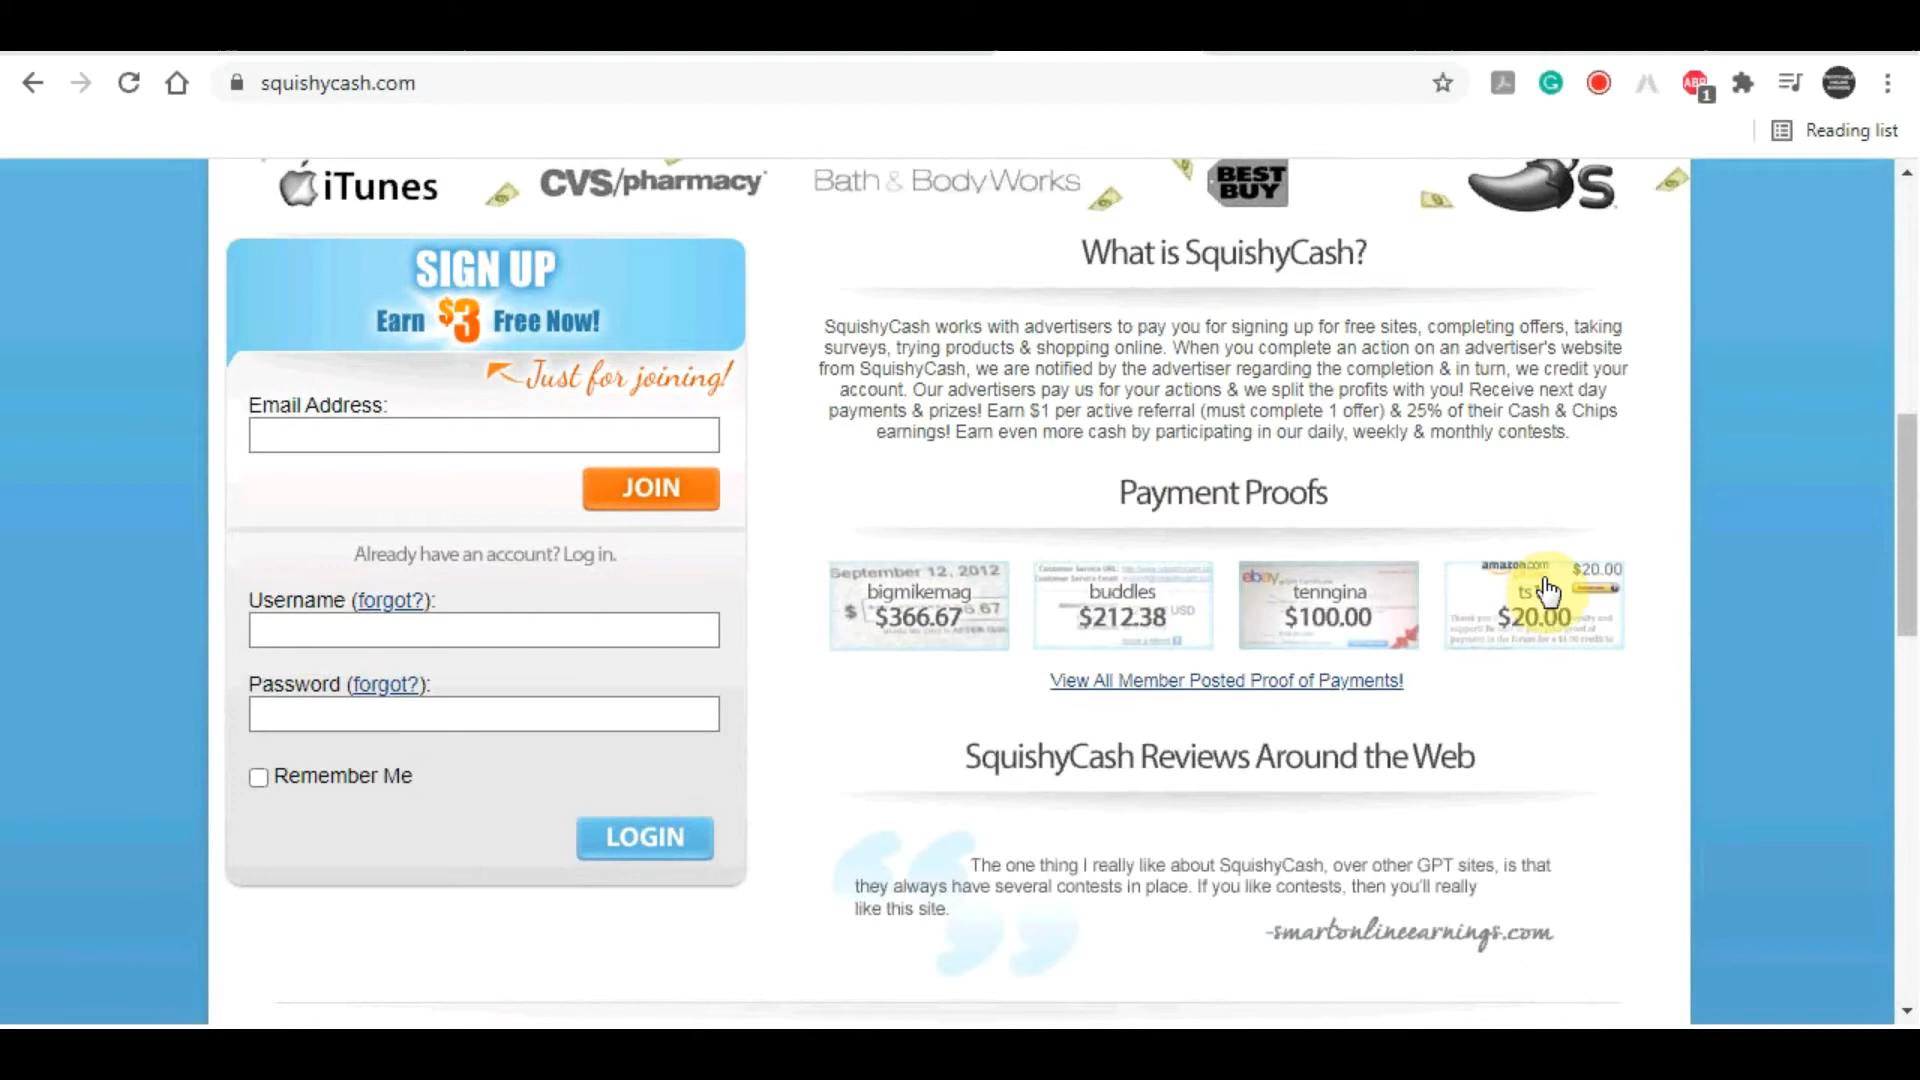 squishycash.com
ABP
1
Reading list
iTunes
CVS/pharmacy
Bath & Body Works
BEST
BUY
SIGN UP
Earn $3 Free Now!
Just for joining!
Email Address:
JOIN
Already have an account? Log in.
Username (forgot?):
Password (forgot?):
Remember Me
LOGIN
What is SquishyCash?
SquishyCash works with advertisers to pay you for signing up for free sites, completing offers, taking
surveys, trying products & shopping online. When you complete an action on an advertiser's website
from SquishyCash, we are notified by the advertiser regarding the completion & in turn, we credit your
account. Our advertisers pay us for your actions & we split the profits with you! Receive next day
payments & prizes! Earn $1 per active referral (must complete 1 offer) & 25% of their Cash & Chips
earnings! Earn even more cash by participating in our daily, weekly & monthly contests.
Payment Proofs
September 12, 2012
bigmikemag
$366.67
buddles
$212.38
USD
ebay
tenngina
$100.00
amazon.com
$20.00
$20.00
View All Member Posted Proof of Payments!
SquishyCash Reviews Around the Web
The one thing I really like about SquishyCash, over other GPT sites, is that
they always have several contests in place. If you like contests, then you'll really
like this site.
-smartonlineearnings.com